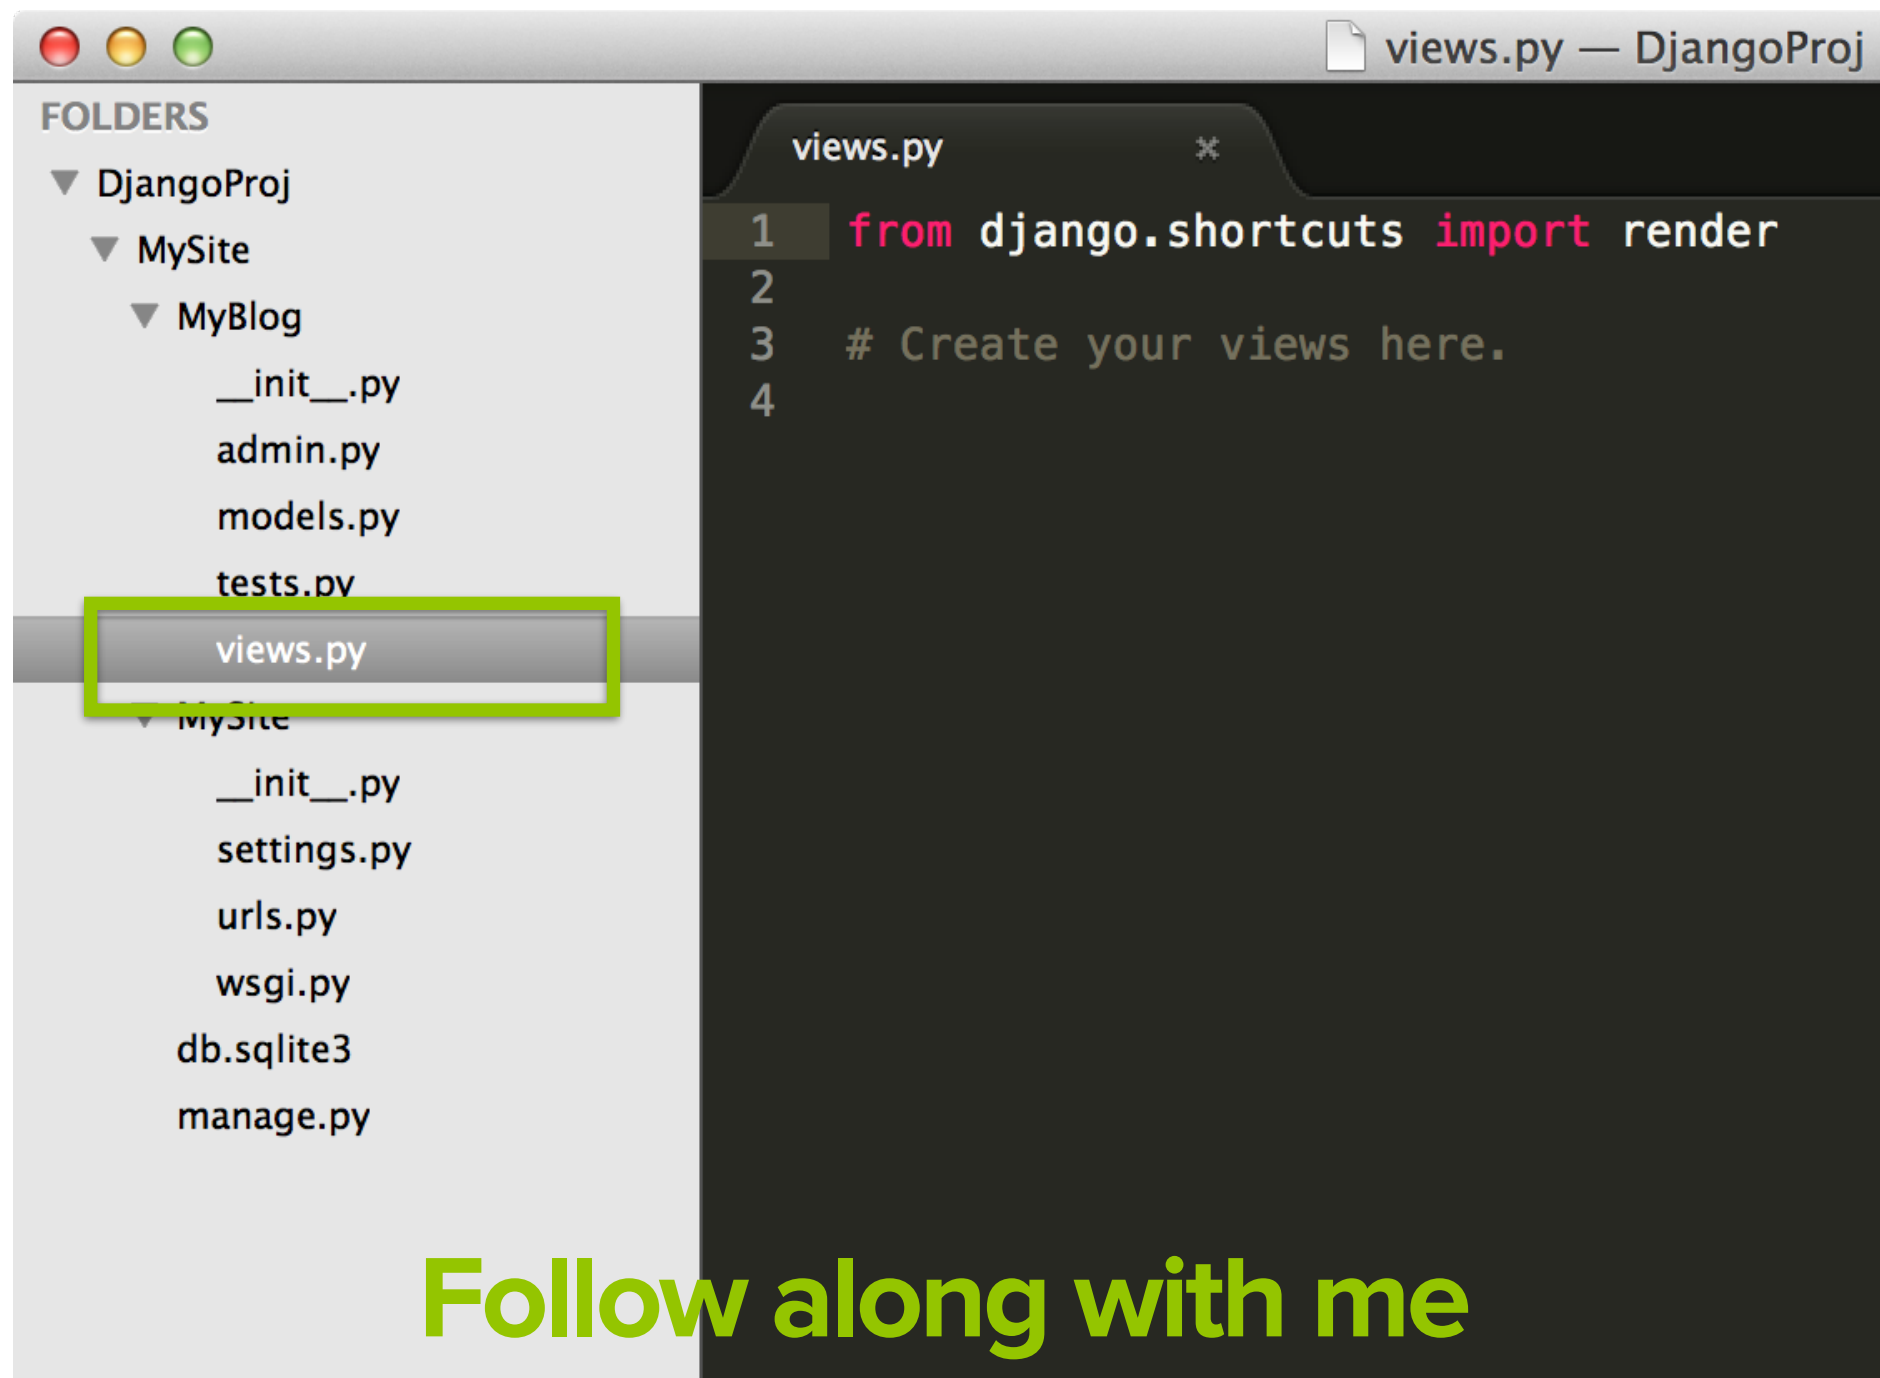 views.py — DjangoProj
FOLDERS
DjangoProj
MySite
MyBlog
__init__.py
admin.py
models.py
tests.py
views.py
MySite
__init__.py
settings.py
urls.py
wsgi.py
db.sqlite3
manage.py
views.py ×
1 from django.shortcuts import render
2
3 # Create your views here.
4
Follow along with me